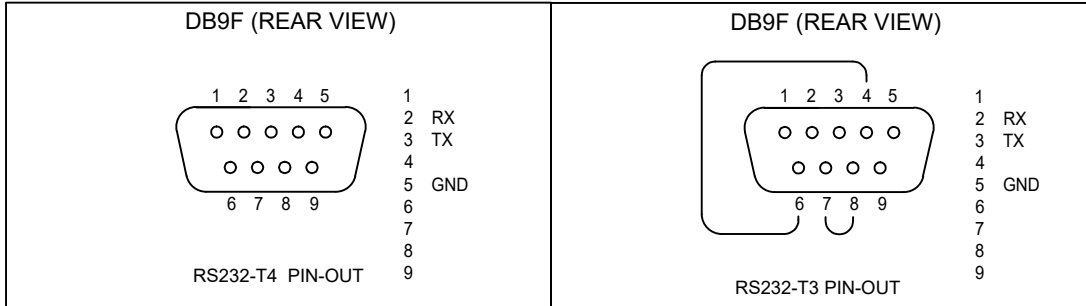 DB9F (REAR VIEW)
1 2 3 4 5
6 7 8 9
1
2 RX
3 TX
4
5 GND
6
7
8
9
RS232-T4 PIN-OUT
DB9F (REAR VIEW)
1 2 3 4 5
6 7 8 9
1
2 RX
3 TX
4
5 GND
6
7
8
9
RS232-T3 PIN-OUT